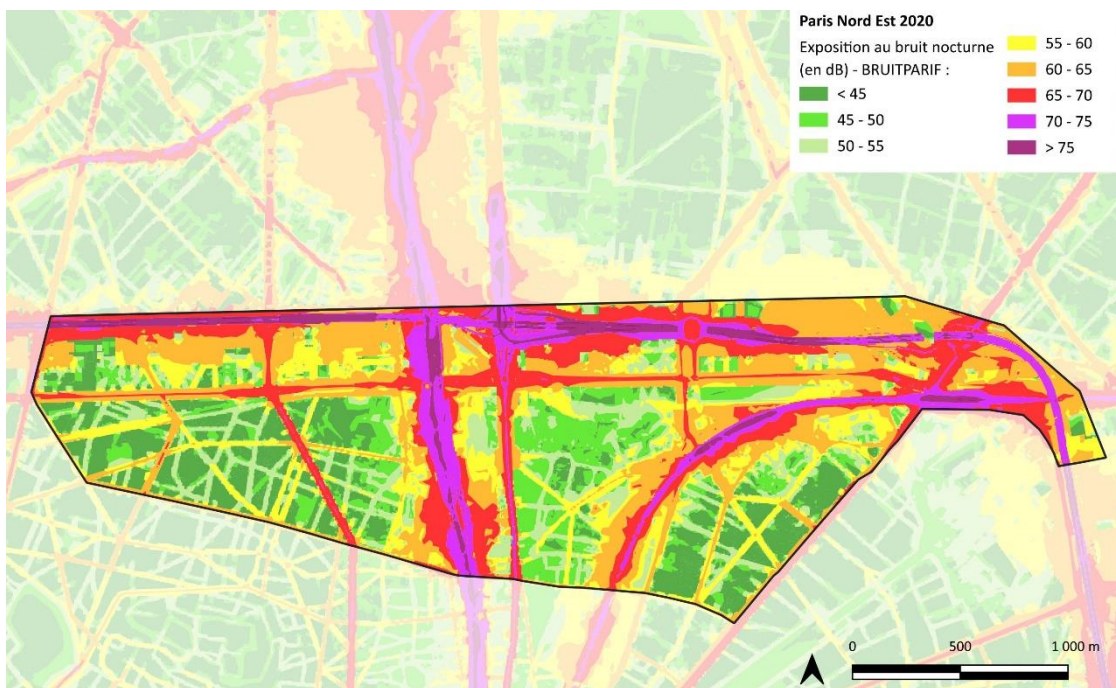 Paris Nord Est 2020
Exposition au bruit nocturne
(en dB) - BRUITPARIF :
< 45
45 - 50
50 - 55
55 - 60
60 - 65
65 - 70
70 - 75
> 75
0 500 1 000 m